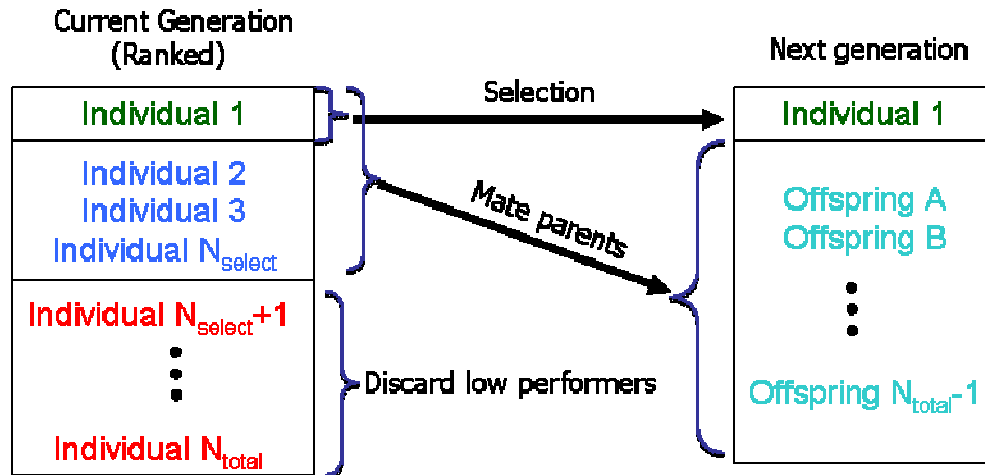 Current Generation
(Ranked)
Individual 1
Individual 2
Individual 3
Individual Nselect
Individual Nselect+1
Individual Ntotal
Selection
Mate parents
Discard low performers
Next generation
Individual 1
Offspring A
Offspring B
Offspring Ntotal-1